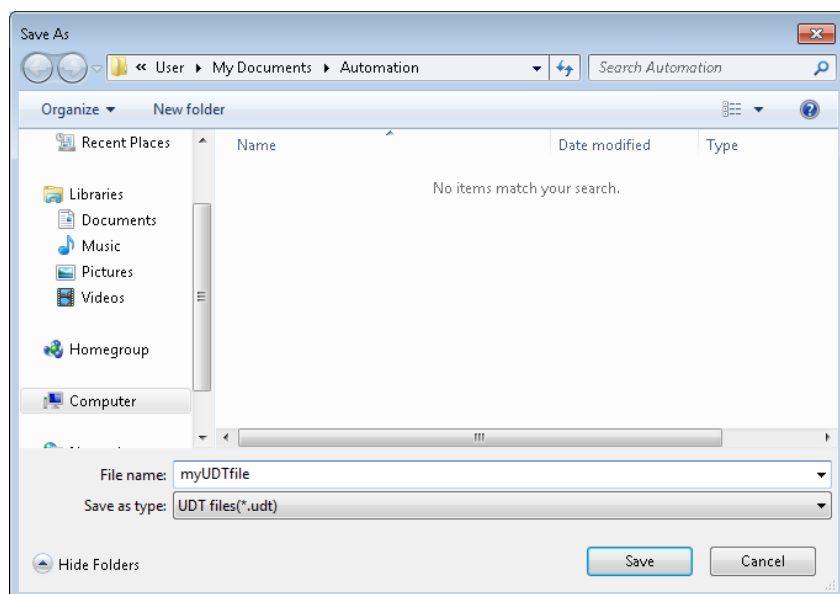 Save As
« User ▸ My Documents ▸ Automation
Search Automation
Organize ▾ New folder
Recent Places
Name Date modified Type
No items match your search.
Libraries
Documents
Music
Pictures
Videos
Homegroup
Computer
File name: myUDTfile
Save as type: UDT files(*.udt)
Hide Folders
Save Cancel